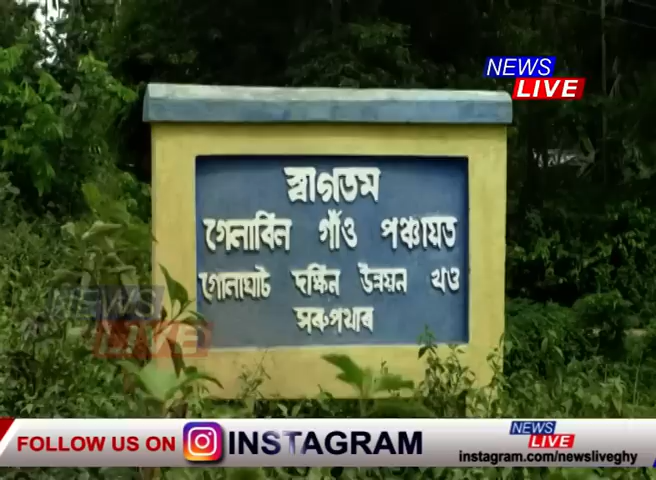 NEWS
LIVE
স্বাগতম
গেলাবিল গাঁও পঞ্চায়ত
গোলাঘাট দক্ষিন উন্নয়ন খণ্ড
সৰুপথাৰ
NEWS
LIVE
FOLLOW US ON INSTAGRAM
NEWS
LIVE
instagram.com/newsliveghy